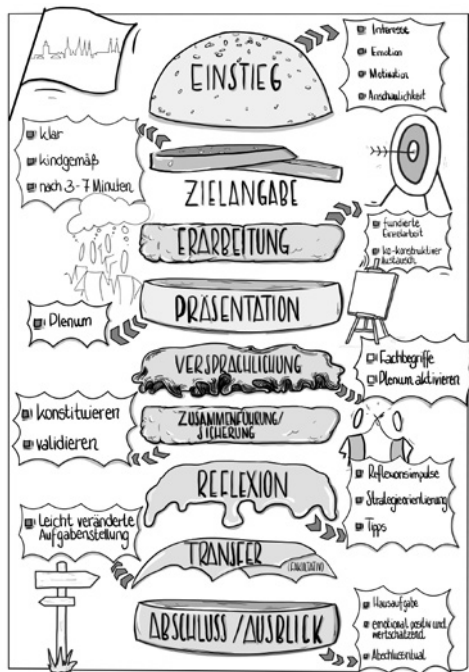 EINSTIEG
Interesse
Emotion
Motivation
Anschaulichkeit
klar
kindgemäß
nach 3-7 Minuten
ZIELANGABE
ERARBEITUNG
fundierte
Einzelarbeit
ko-konstruktiver
Austausch
PRÄSENTATION
Plenum
VERSPRACHLICHUNG
Fachbegriffe
Plenum aktivieren
ZUSAMMENFÜHRUNG/
SICHERUNG
konstituieren
validieren
REFLEXION
Reflexionsimpulse
Strategieorientierung
Tipps
TRANSFER
(FAKULTATIV)
leicht veränderte
Aufgabenstellung
ABSCHLUSS/AUSBLICK
Hausaufgabe
emotional positiv und
wertschätzend
Abschlussritual